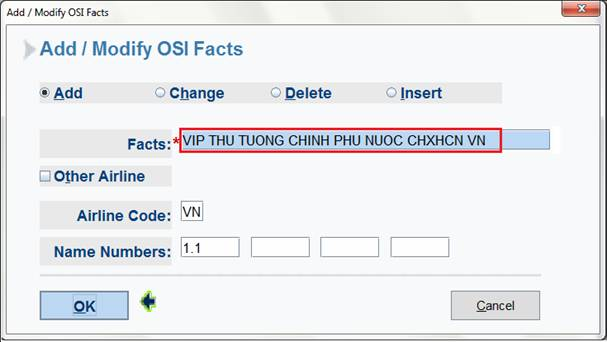 Add / Modify OSI Facts
Add / Modify OSI Facts
Add Change Delete Insert
Facts:* VIP THU TUONG CHINH PHU NUOC CHXHCN VN
Other Airline
Airline Code: VN
Name Numbers: 1.1
OK Cancel